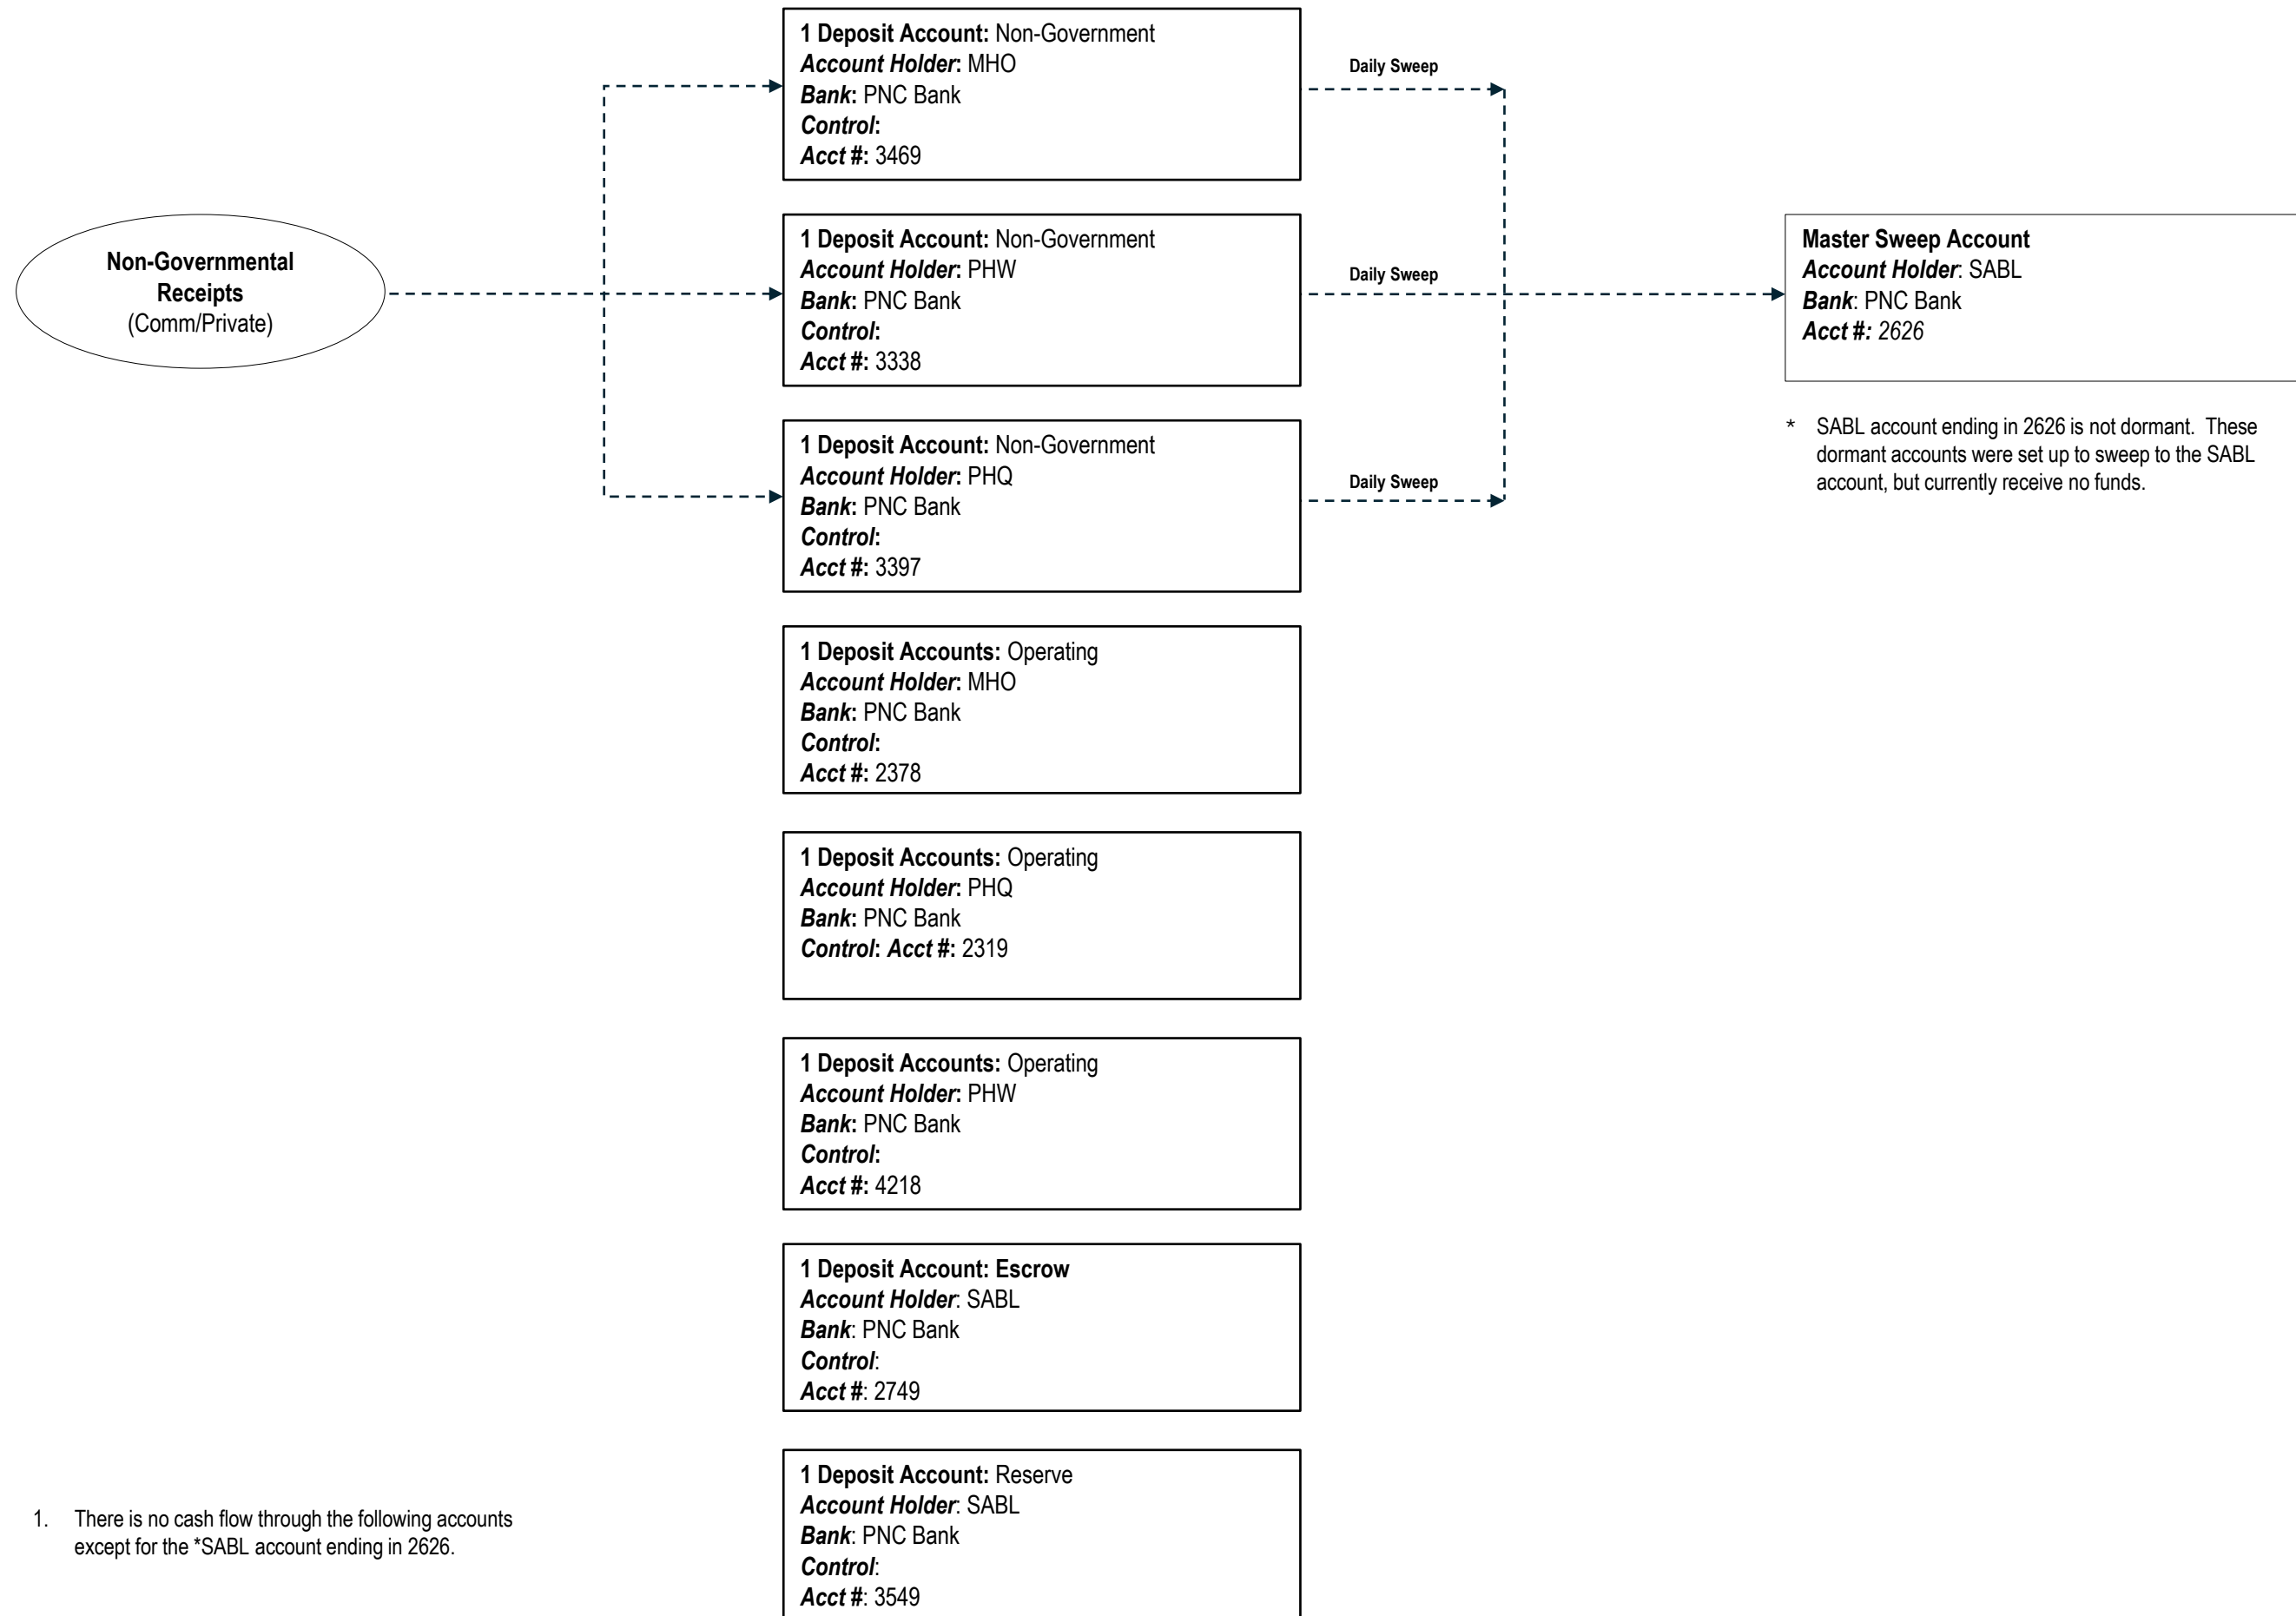 1 Deposit Account: Non-Government
Account Holder: MHO
Bank: PNC Bank
Control:
Acct #: 3469
Daily Sweep
Non-Governmental
Receipts
(Comm/Private)
1 Deposit Account: Non-Government
Account Holder: PHW
Bank: PNC Bank
Control:
Acct #: 3338
Daily Sweep
Master Sweep Account
Account Holder: SABL
Bank: PNC Bank
Acct #: 2626
* SABL account ending in 2626 is not dormant. These
dormant accounts were set up to sweep to the SABL
account, but currently receive no funds.
1 Deposit Account: Non-Government
Account Holder: PHQ
Bank: PNC Bank
Control:
Acct #: 3397
Daily Sweep
1 Deposit Accounts: Operating
Account Holder: MHO
Bank: PNC Bank
Control:
Acct #: 2378
1 Deposit Accounts: Operating
Account Holder: PHQ
Bank: PNC Bank
Control: Acct #: 2319
1 Deposit Accounts: Operating
Account Holder: PHW
Bank: PNC Bank
Control:
Acct #: 4218
1 Deposit Account: Escrow
Account Holder: SABL
Bank: PNC Bank
Control:
Acct #: 2749
1 Deposit Account: Reserve
Account Holder: SABL
Bank: PNC Bank
Control:
Acct #: 3549
1. There is no cash flow through the following accounts
except for the *SABL account ending in 2626.